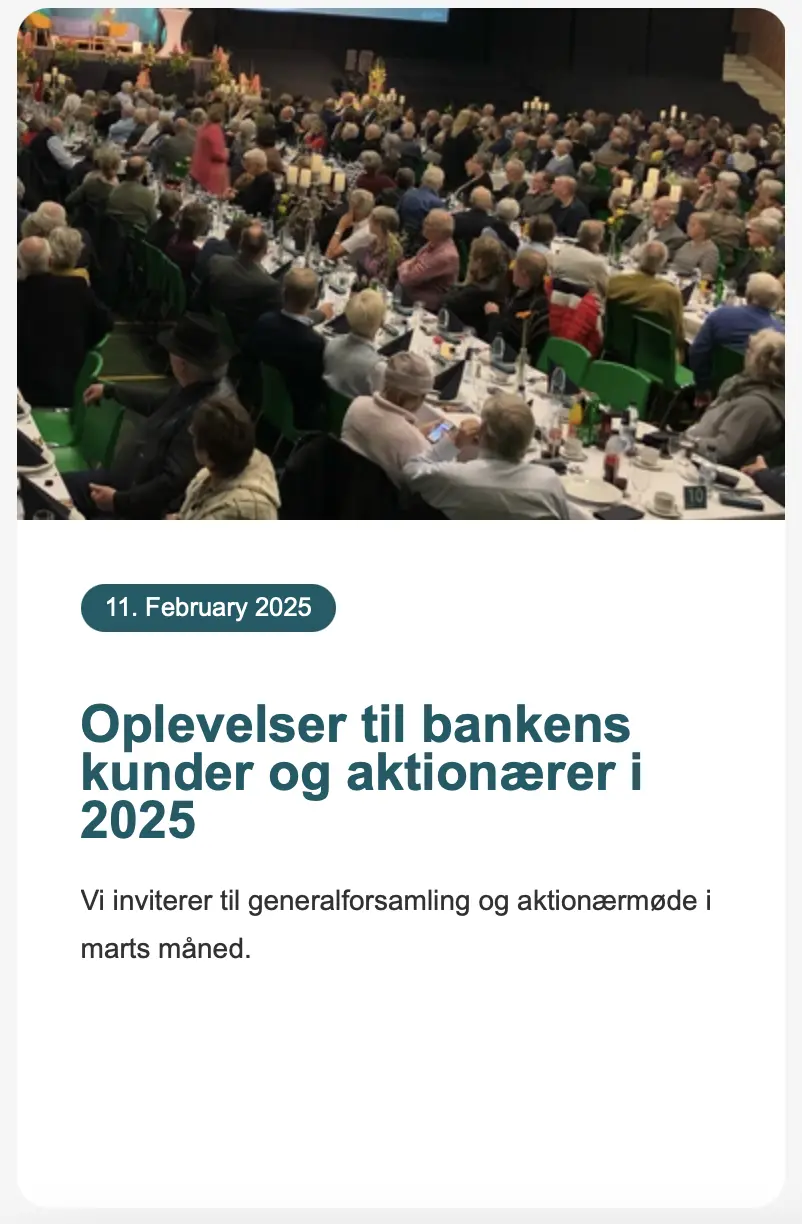 10
11. February 2025
Oplevelser til bankens
kunder og aktionærer i
2025
Vi inviterer til generalforsamling og aktionærmøde i
marts måned.